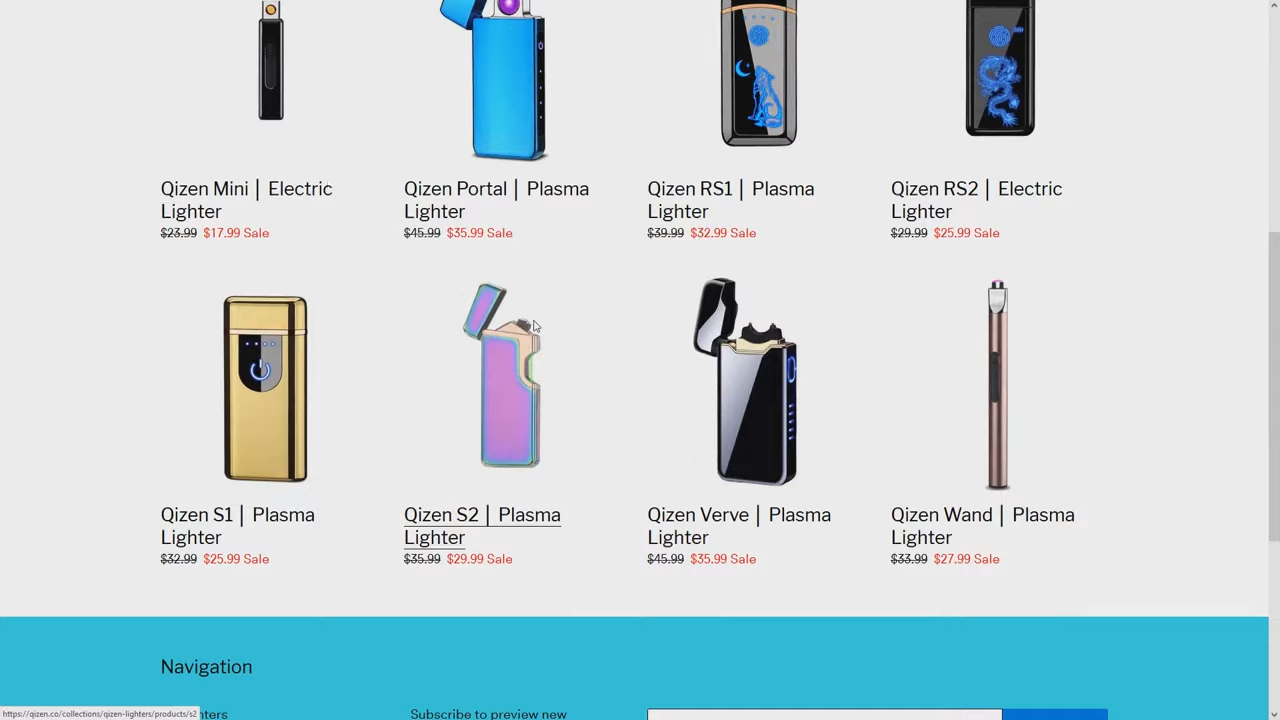 Qizen Mini | Electric
Lighter
$23.99 $17.99 Sale
Qizen Portal | Plasma
Lighter
$45.99 $35.99 Sale
Qizen RS1 | Plasma
Lighter
$39.99 $32.99 Sale
Qizen RS2 | Electric
Lighter
$29.99 $25.99 Sale
Qizen S1 | Plasma
Lighter
$32.99 $25.99 Sale
Qizen S2 | Plasma
Lighter
$35.99 $29.99 Sale
Qizen Verve | Plasma
Lighter
$45.99 $35.99 Sale
Qizen Wand | Plasma
Lighter
$33.99 $27.99 Sale
Navigation
Subscribe to preview new
https://qizen.co/collections/qizen-lighters/products/s2